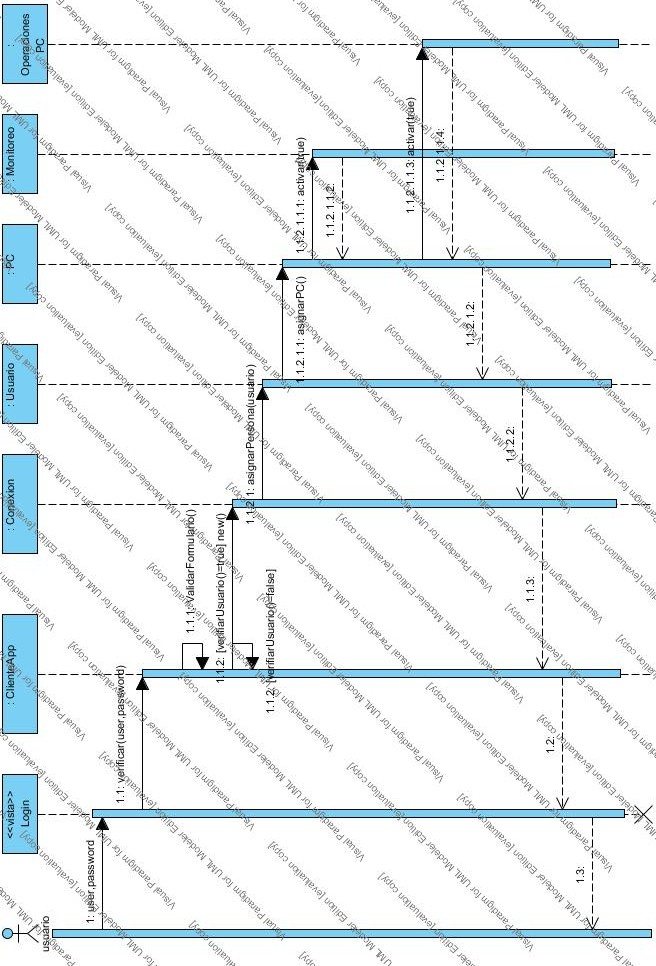 usuario
<<vista>>
Login
: ClienteApp
: Conexion
: Usuario
: PC
: Monitoreo
:
Operaciones
PC
1: user,password
1.1: verificar(user,password)
1.1.1: ValidarFormulario()
1.1.2: [verifiarUsuario()=true] new()
1.1.2: [verifiarUsuario()=false]
1.1.2.1: asignarPersona(usuario)
1.1.2.1.1: asignarPC()
1.1.2.1.1.1: activar(true)
1.1.2.1.1.2:
1.1.2.1.1.3: activar(true)
1.1.2.1.1.4:
1.1.2.1.2:
1.1.2.2:
1.1.3:
1.2:
1.3:
Visual Paradigm for UML Modeler Edition [evaluation copy]